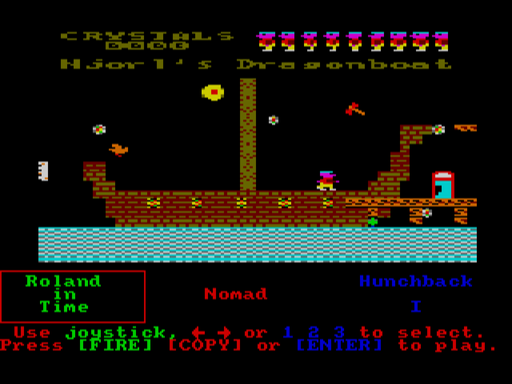 CRYSTALS
0000
Njorl's Dragonboat
Roland
in
Time
Nomad
Hunchback
I
Use joystick, ← → or 1 2 3 to select.
Press [FIRE] [COPY] or [ENTER] to play.